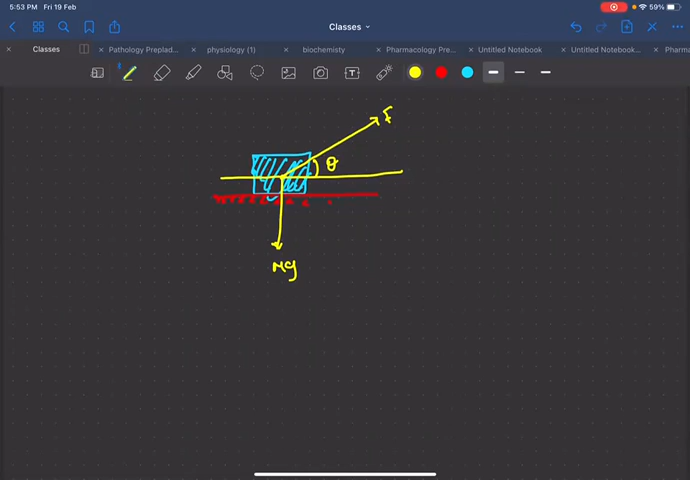 5:53 PM Fri 19 Feb
59%
Classes
Classes
Pathology Preplad...
physiology (1)
biochemisty
Pharmacology Pre...
Untitled Notebook
Untitled Notebook...
Pharma
T
F
θ
Mg